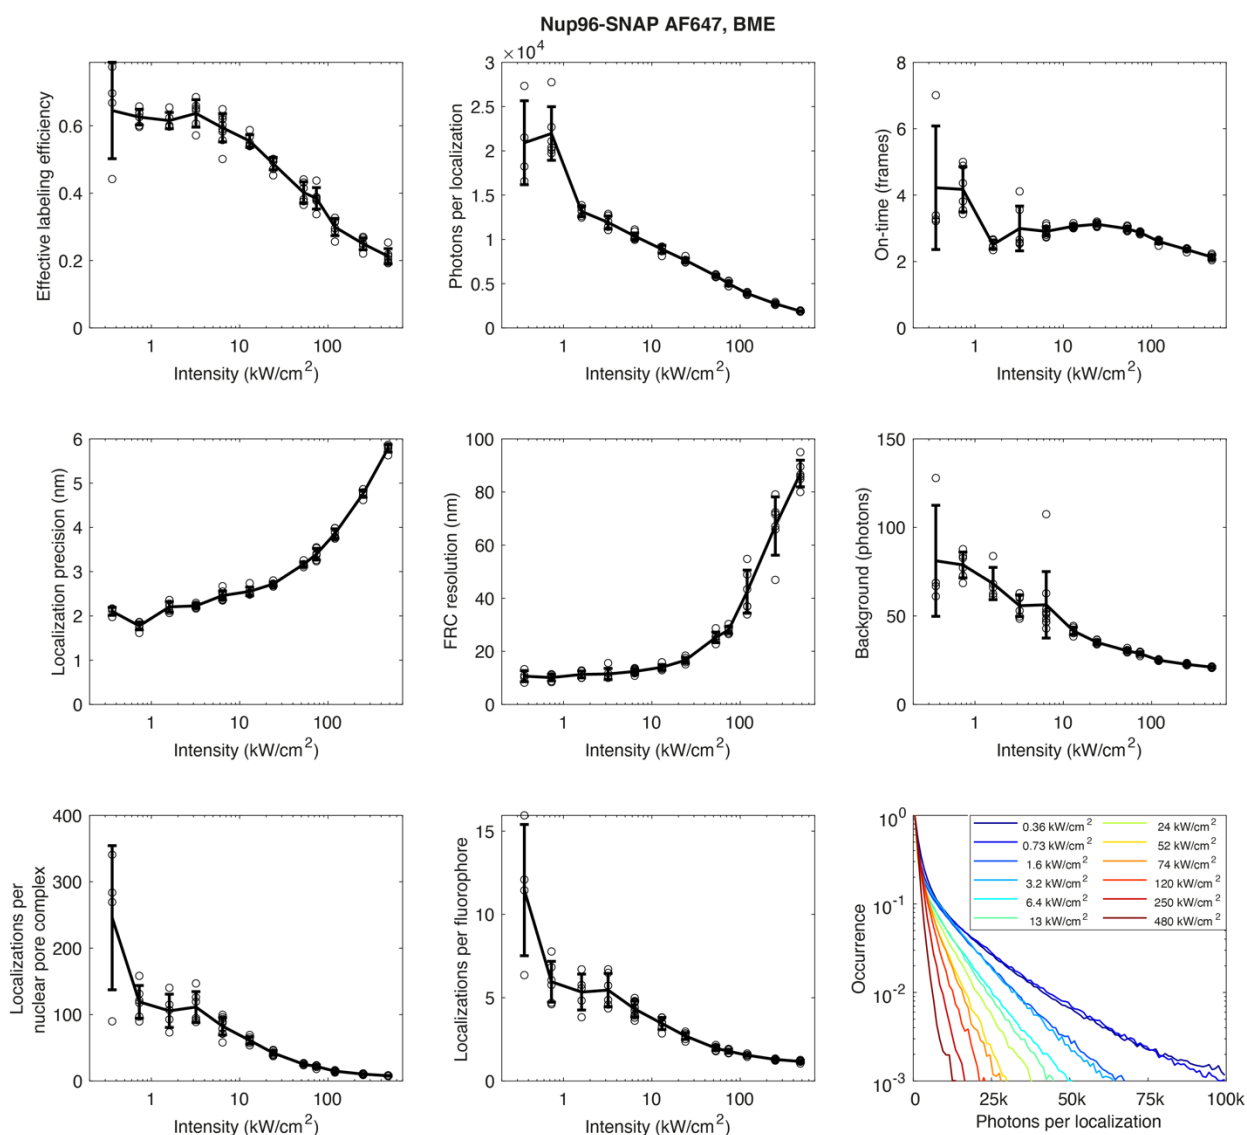 Nup96-SNAP AF647, BME
Effective labeling efficiency
0.6
0.4
0.2
0
1 10 100
Intensity (kW/cm²)
×10⁴
Photons per localization
3
2.5
2
1.5
1
0.5
0
1 10 100
Intensity (kW/cm²)
On-time (frames)
8
6
4
2
0
1 10 100
Intensity (kW/cm²)
Localization precision (nm)
6
5
4
3
2
1
0
1 10 100
Intensity (kW/cm²)
FRC resolution (nm)
100
80
60
40
20
0
1 10 100
Intensity (kW/cm²)
Background (photons)
150
100
50
0
1 10 100
Intensity (kW/cm²)
Localizations per
nuclear pore complex
400
300
200
100
0
1 10 100
Intensity (kW/cm²)
Localizations per fluorophore
15
10
5
0
1 10 100
Intensity (kW/cm²)
Occurrence
10⁰
10⁻¹
10⁻²
10⁻³
0.36 kW/cm² 24 kW/cm²
0.73 kW/cm² 52 kW/cm²
1.6 kW/cm² 74 kW/cm²
3.2 kW/cm² 120 kW/cm²
6.4 kW/cm² 250 kW/cm²
13 kW/cm² 480 kW/cm²
0 25k 50k 75k 100k
Photons per localization